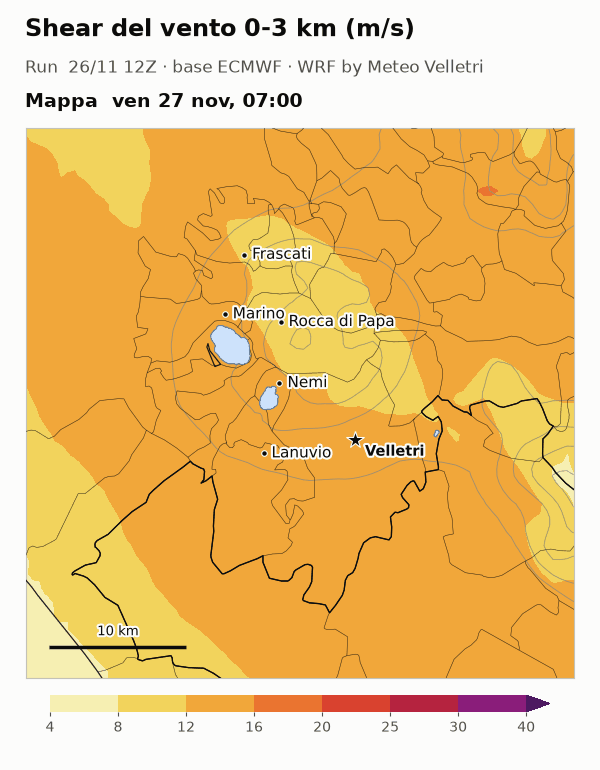 Shear del vento 0-3 km (m/s)
Run 26/11 12Z · base ECMWF · WRF by Meteo Velletri
Mappa ven 27 nov, 07:00
Frascati
Marino
Rocca di Papa
Nemi
Velletri
Lanuvio
10 km
4 8 12 16 20 25 30 40